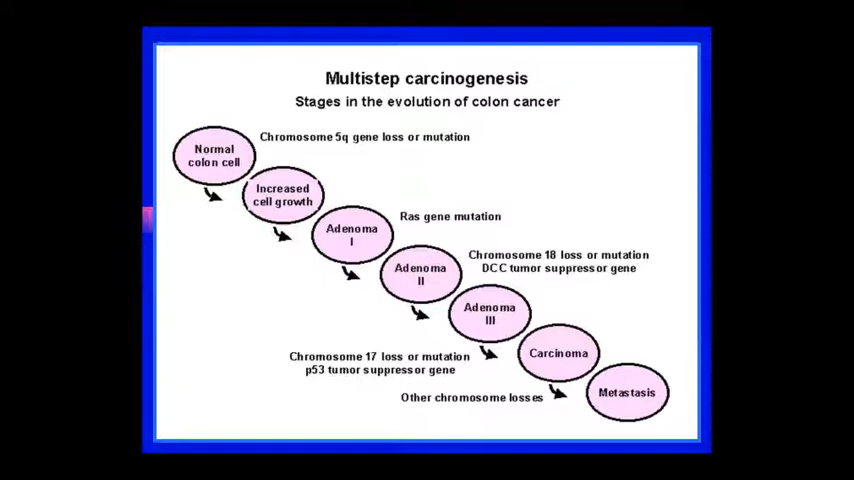 Multistep carcinogenesis
Stages in the evolution of colon cancer
Chromosome 5q gene loss or mutation
Normal
colon cell
Increased
cell growth
Ras gene mutation
Adenoma
I
Chromosome 18 loss or mutation
DCC tumor suppressor gene
Adenoma
II
Adenoma
III
Chromosome 17 loss or mutation
p53 tumor suppressor gene
Carcinoma
Other chromosome losses
Metastasis